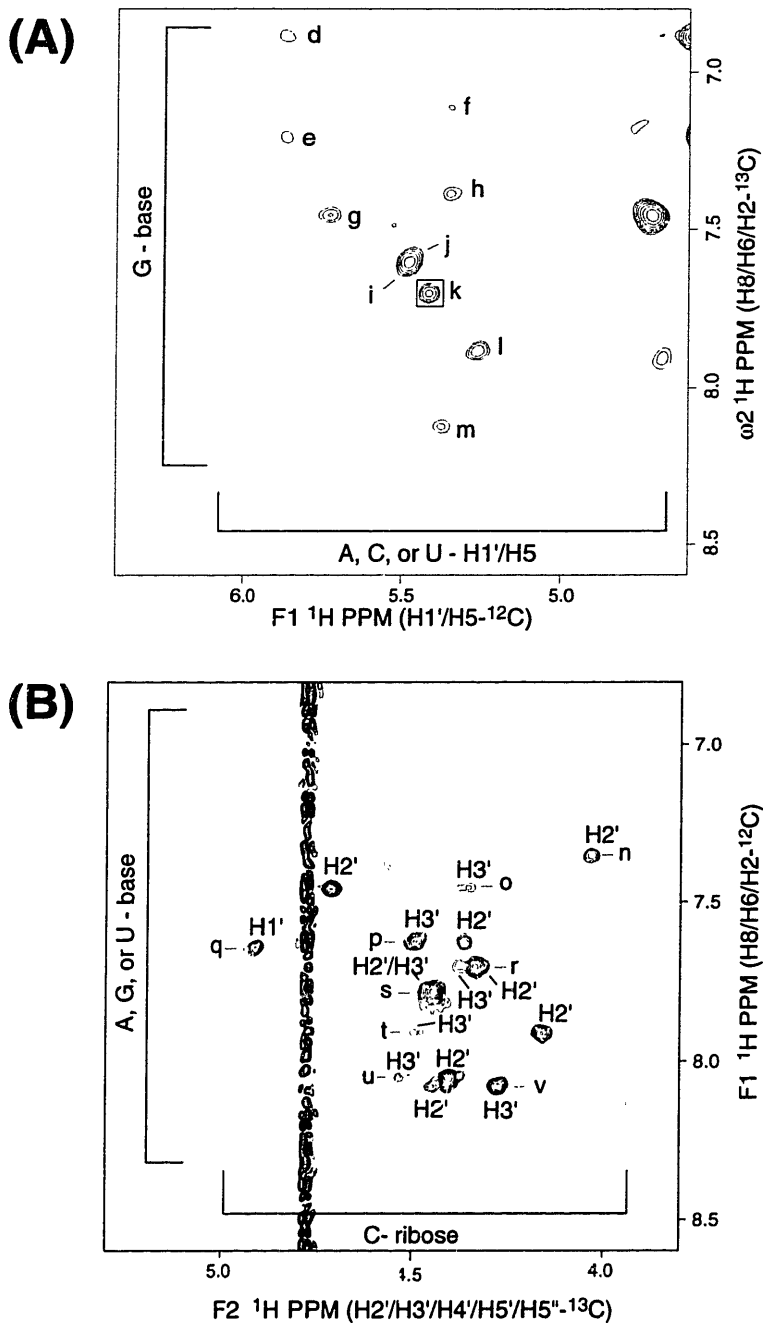 (A)
d
f
e
h
g
j
i
k
l
m
G - base
A, C, or U - H1'/H5
7.0
7.5
8.0
8.5
ω2 ¹H PPM (H8/H6/H2-¹³C)
6.0 5.5 5.0
F1 ¹H PPM (H1'/H5-¹²C)
(B)
H2'
n
H3'
o
H2'
H1'
q
p
H3'
H2'
H2'/H3'
r
s
H3'
H2'
t
H3'
H2'
u
H3'
H2'
H2'
H3'
v
A, G, or U - base
C- ribose
7.0
7.5
8.0
8.5
F1 ¹H PPM (H8/H6/H2-¹²C)
5.0 4.5 4.0
F2 ¹H PPM (H2'/H3'/H4'/H5'/H5"-¹³C)